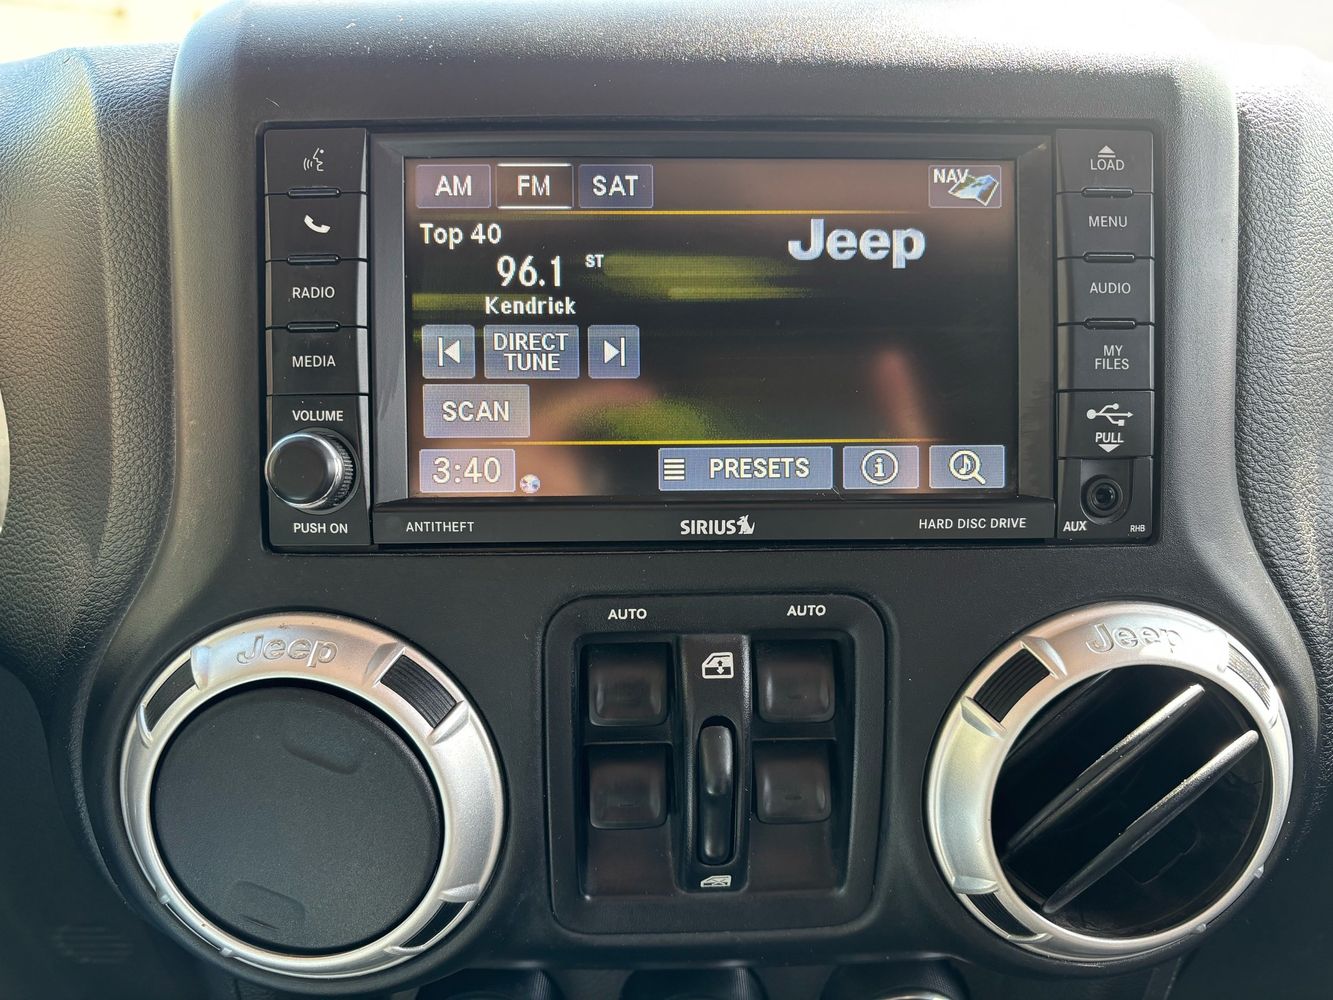 AM FM SAT NAV
Top 40
Jeep
96.1 ST
Kendrick
DIRECT
TUNE
SCAN
3:40
PRESETS
RADIO
MEDIA
VOLUME
PUSH ON
LOAD
MENU
AUDIO
MY
FILES
PULL
AUX
RHB
ANTITHEFT
SIRIUS
HARD DISC DRIVE
AUTO
AUTO
Jeep
Jeep